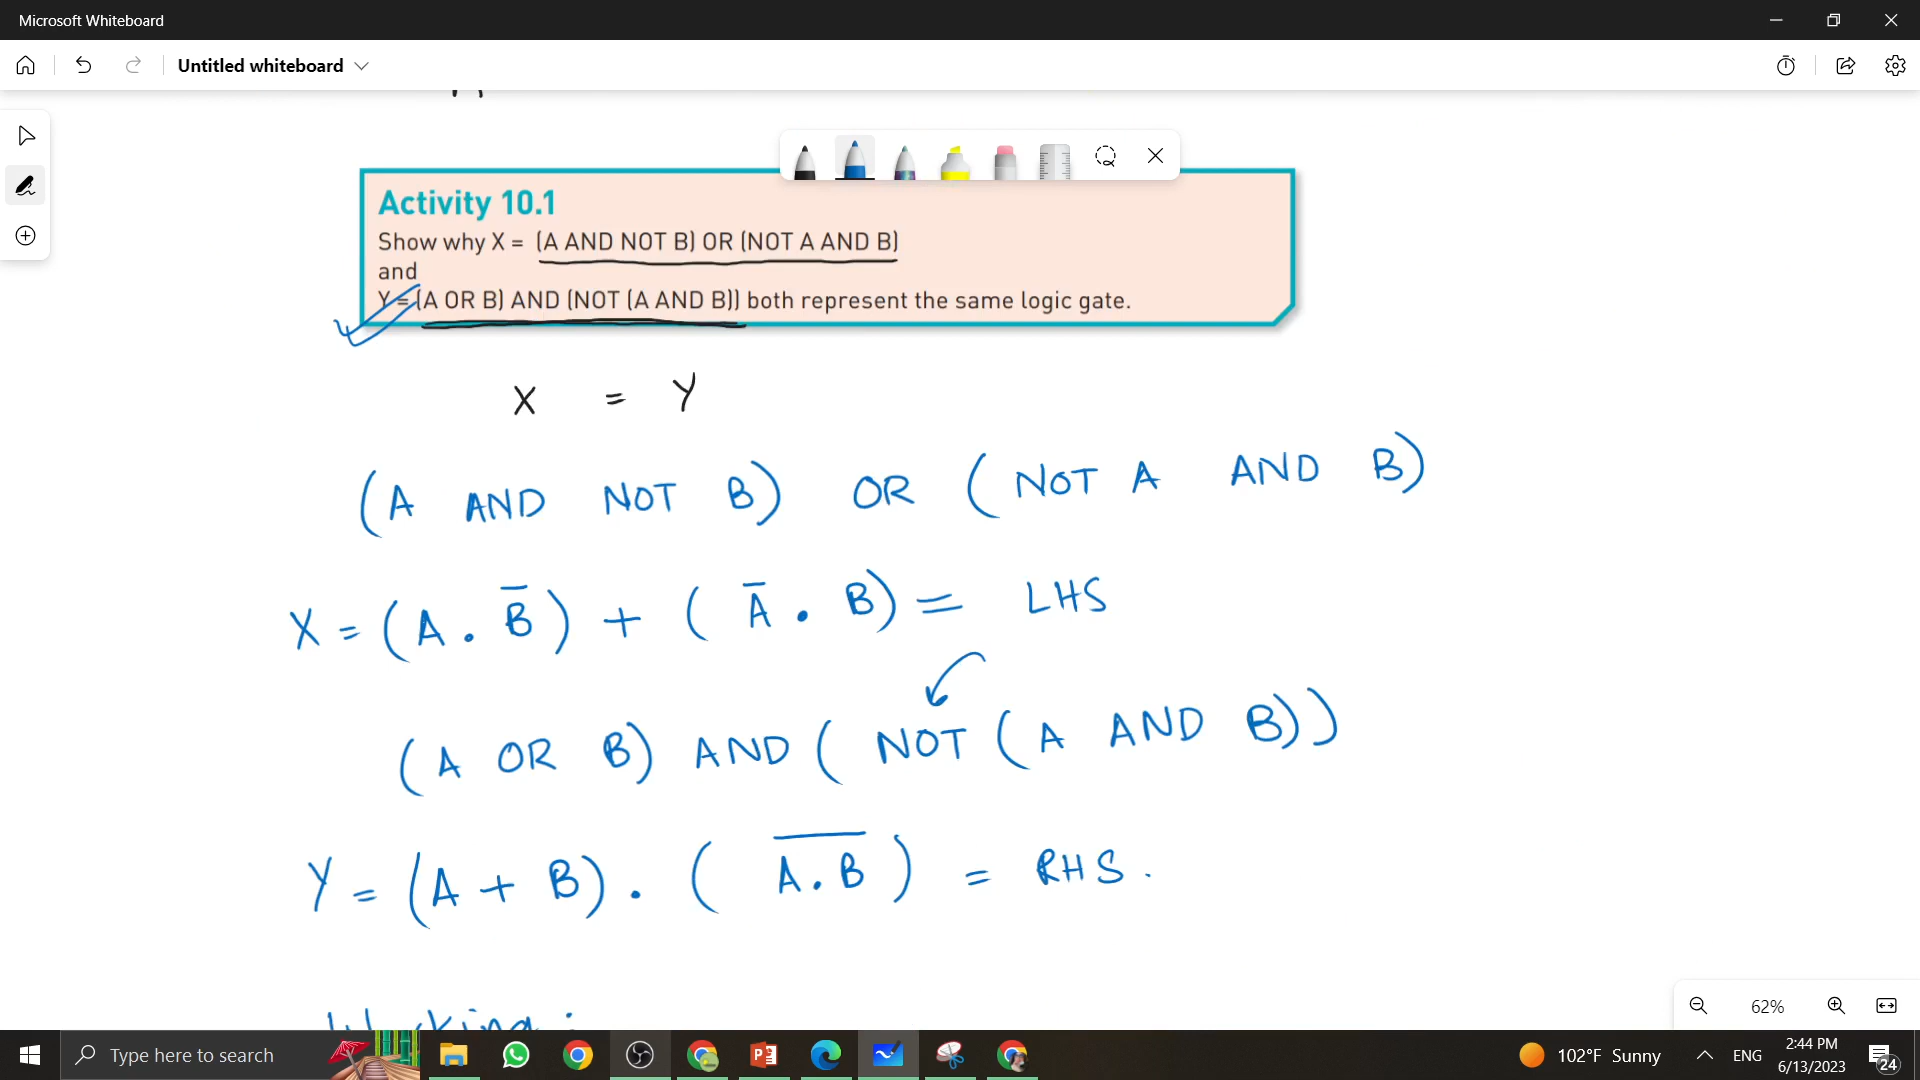 Microsoft Whiteboard
Untitled whiteboard
Activity 10.1
Show why X = (A AND NOT B) OR (NOT A AND B)
and
Y = (A OR B) AND (NOT (A AND B)) both represent the same logic gate.
X = Y
(A AND NOT B) OR (NOT A AND B)
X = (A . B̅) + (A̅ . B) = LHS
(A OR B) AND (NOT (A AND B))
Y = (A + B) . (A̅.̅B̅) = RHS .
Working :
62%
Type here to search
102°F Sunny
ENG
2:44 PM
6/13/2023
24